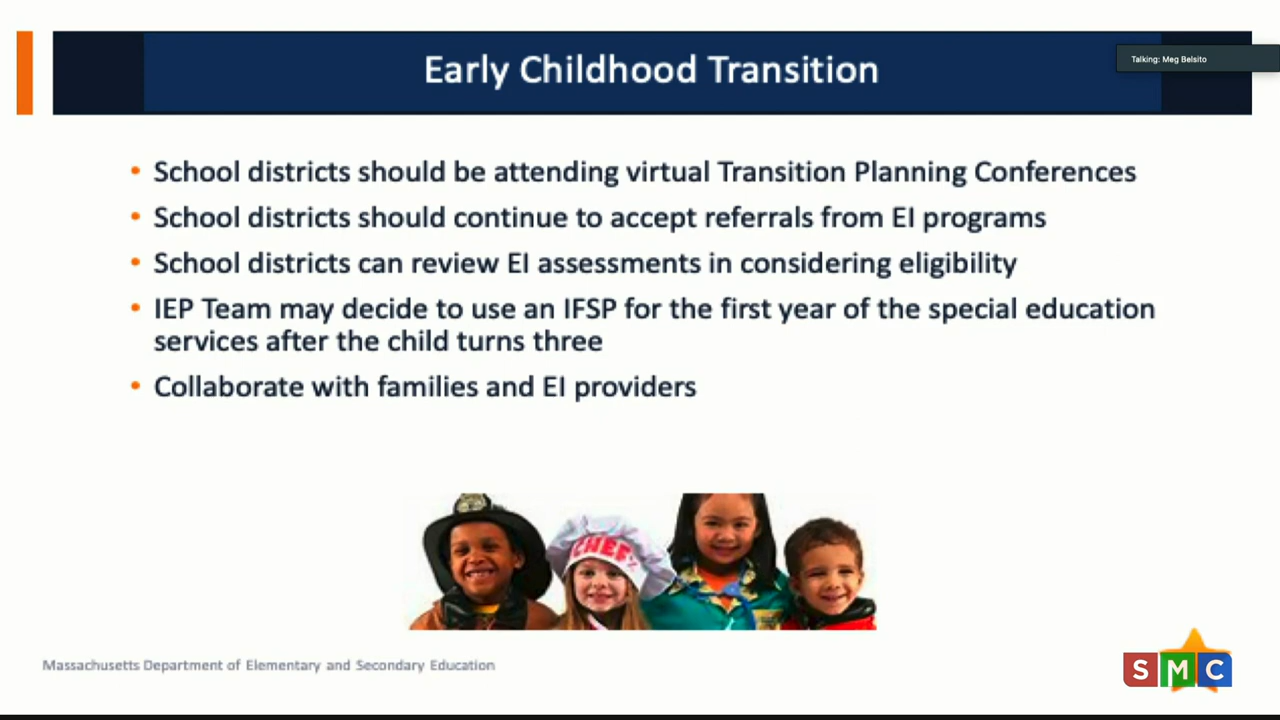 Early Childhood Transition
Talking: Meg Belsito
• School districts should be attending virtual Transition Planning Conferences
• School districts should continue to accept referrals from EI programs
• School districts can review EI assessments in considering eligibility
• IEP Team may decide to use an IFSP for the first year of the special education
services after the child turns three
• Collaborate with families and EI providers
CHEF
Massachusetts Department of Elementary and Secondary Education
SMC